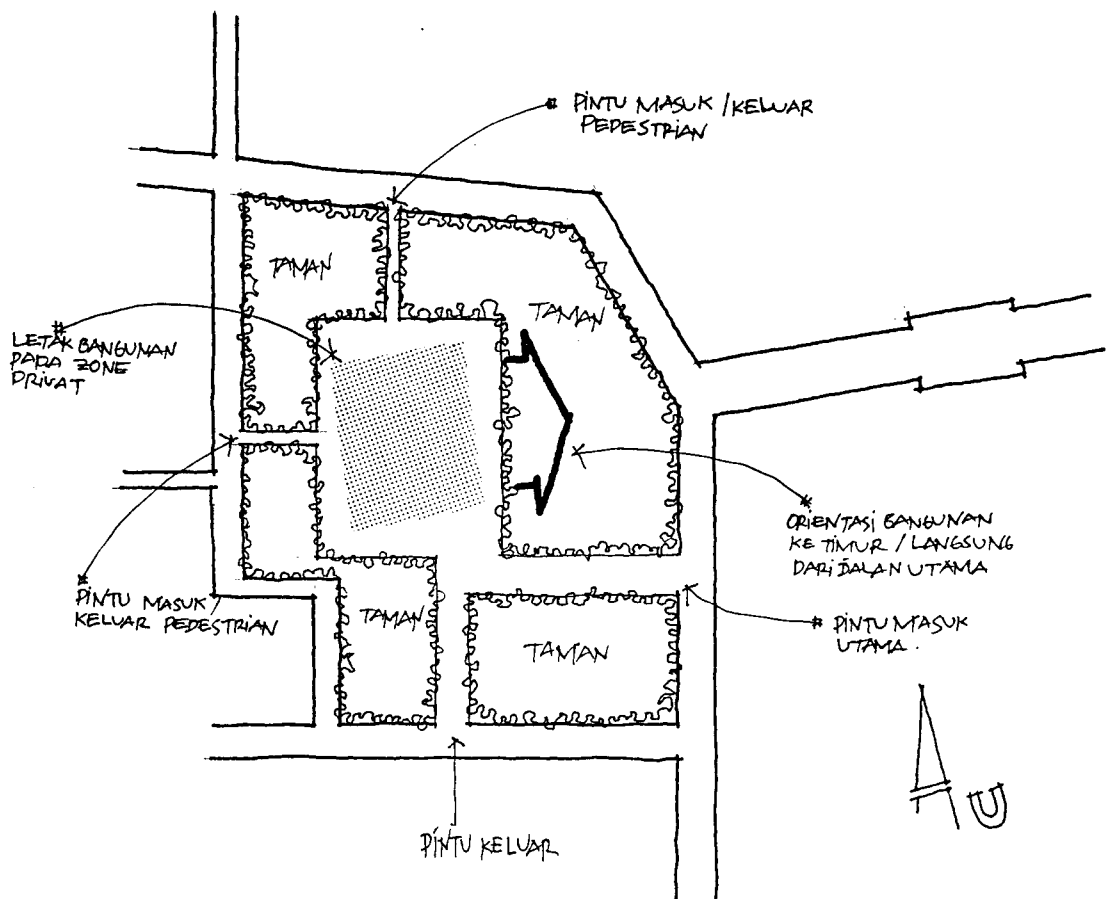 * PINTU MASUK / KELUAR
PEDESTRIAN
TAMAN
TAMAN
* LETAK BANGUNAN
PADA ZONE
PRIVAT
* ORIENTASI BANGUNAN
KE TIMUR / LANGSUNG
DARI JALAN UTAMA
* PINTU MASUK
KELUAR PEDESTRIAN
TAMAN
TAMAN
* PINTU MASUK
UTAMA.
PINTU KELUAR
U